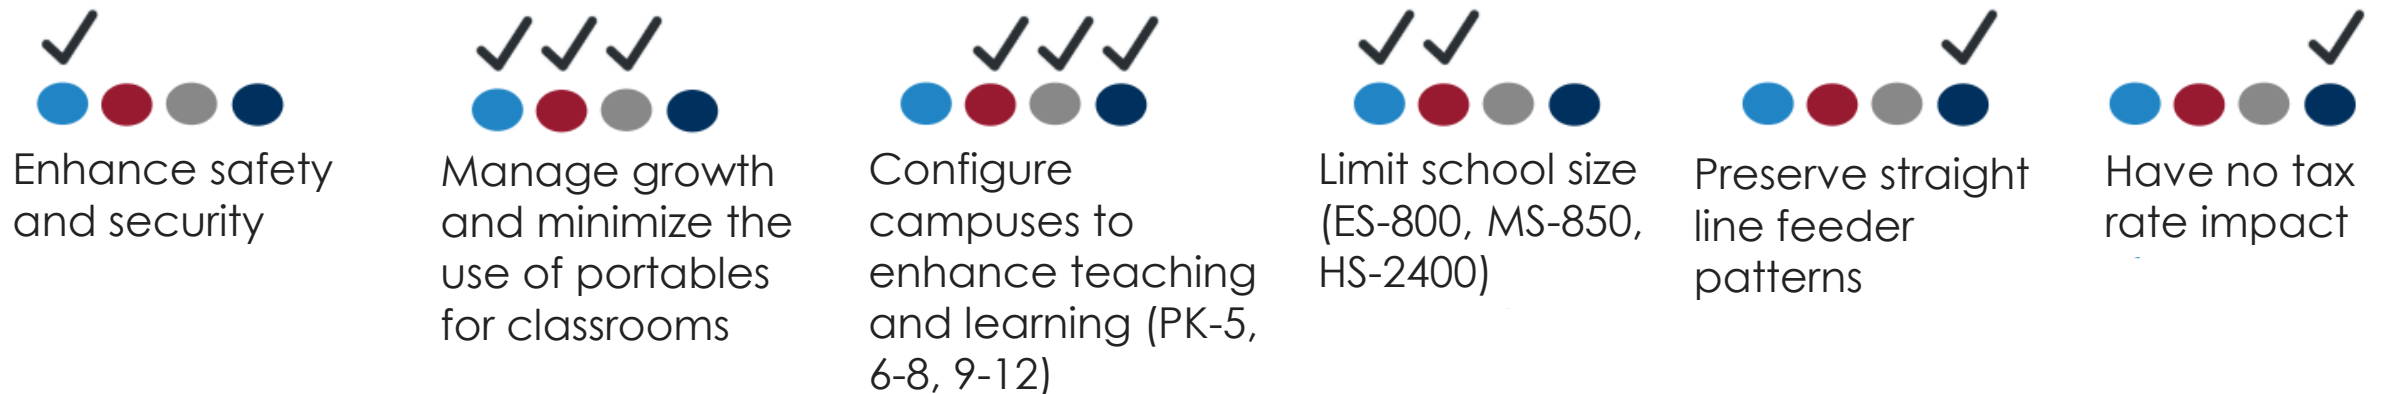 Enhance safety
and security
Manage growth
and minimize the
use of portables
for classrooms
Configure
campuses to
enhance teaching
and learning (PK-5,
6-8, 9-12)
Limit school size
(ES-800, MS-850,
HS-2400)
Preserve straight
line feeder
patterns
Have no tax
rate impact